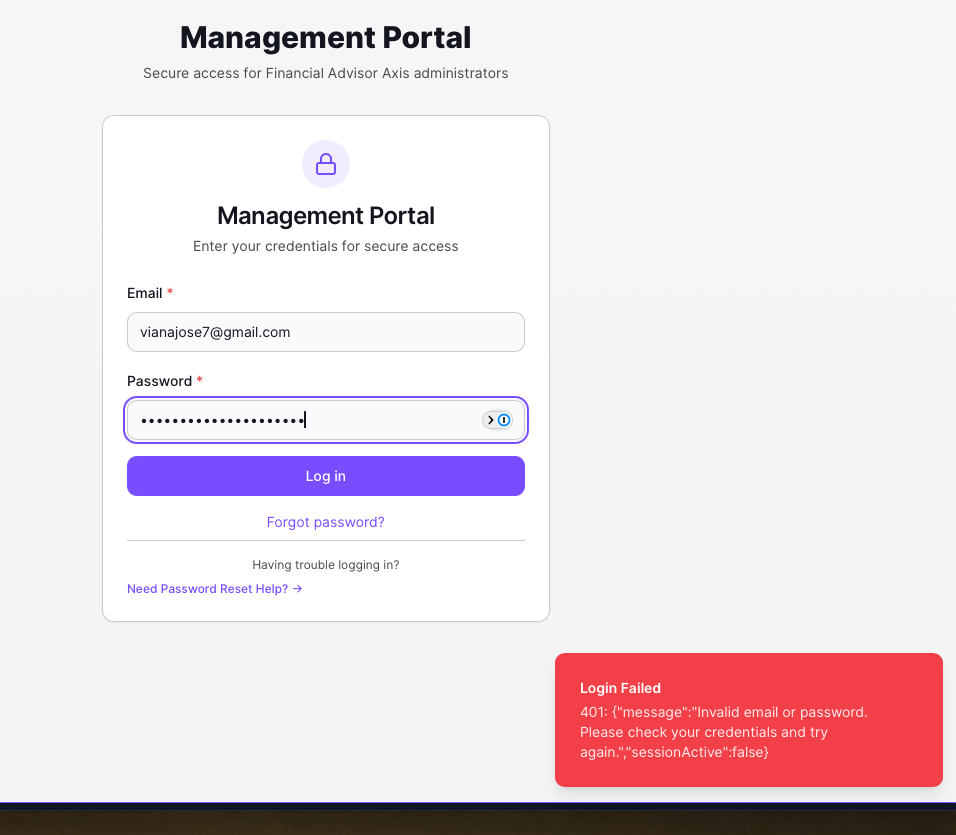 Management Portal
Secure access for Financial Advisor Axis administrators
Management Portal
Enter your credentials for secure access
Email *
vianajose7@gmail.com
Password *
•••••••••••••••••••••
Log in
Forgot password?
Having trouble logging in?
Need Password Reset Help? →
Login Failed
401: {"message":"Invalid email or password.
Please check your credentials and try
again.","sessionActive":false}